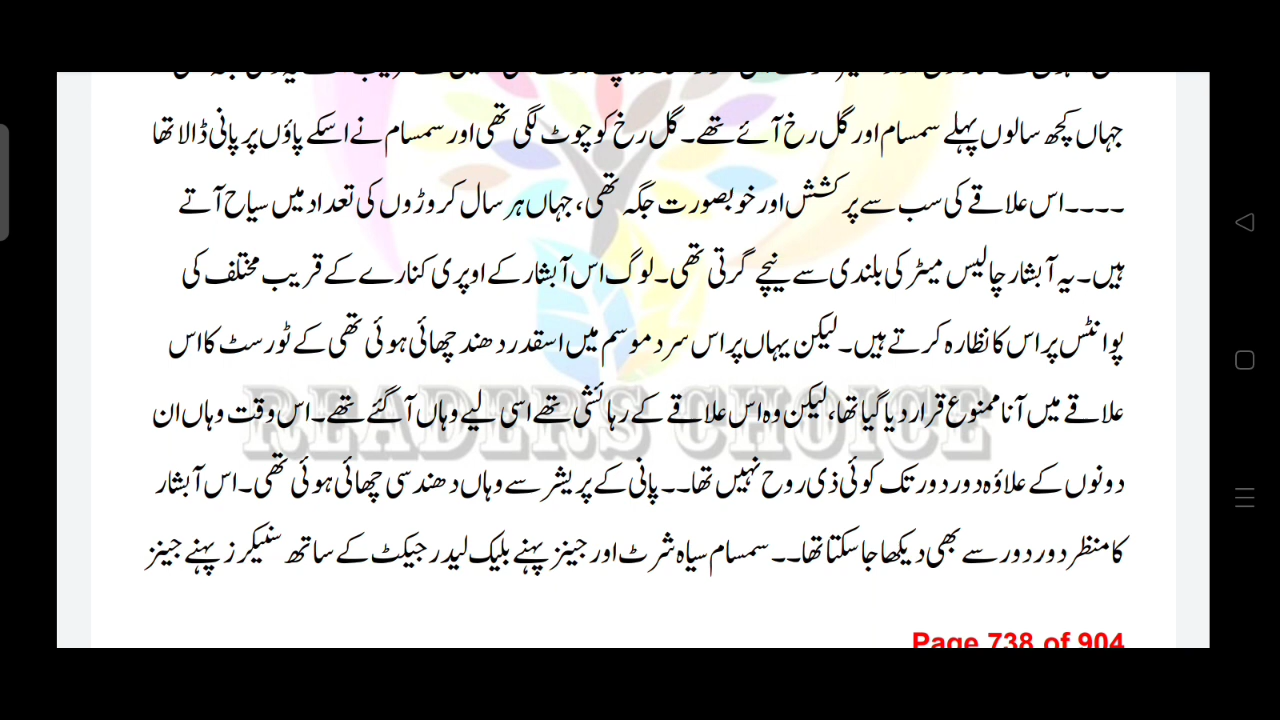 جہاں کچھ سالوں پہلے سمسام اور گل رخ آئے تھے۔ گل رخ کو چوٹ لگی تھی اور سمسام نے اسکے پاؤں پر پانی ڈالا تھا
۔۔۔۔اس علاقے کی سب سے پر کشش اور خوبصورت جگہ تھی، جہاں ہر سال کروڑوں کی تعداد میں سیاح آتے
ہیں۔ یہ آبشار چالیس میٹر کی بلندی سے نیچے گرتی تھی۔ لوگ اس آبشار کے اوپری کنارے کے قریب مختلف کی
پوائنٹس پر اس کا نظارہ کرتے ہیں۔ لیکن یہاں پر اس سرد موسم میں اسقدر دھند چھائی ہوئی تھی کے ٹورسٹ کا اس
علاقے میں آنا ممنوع قرار دیا گیا تھا، لیکن وہ اس علاقے کے رہائشی تھے اسی لیے وہاں آ گئے تھے۔ اس وقت وہاں ان
دونوں کے علاؤہ دور دور تک کوئی ذی روح نہیں تھا۔۔ پانی کے پریشر سے وہاں دھند سی چھائی ہوئی تھی۔ اس آبشار
کا منظر دور دور سے بھی دیکھا جا سکتا تھا۔۔ سمسام سیاہ شرٹ اور جینز پہنے بلیک لیدر جیکٹ کے ساتھ سنیکرز پہنے جینز
READERS CHOICE
Page 738 of 904